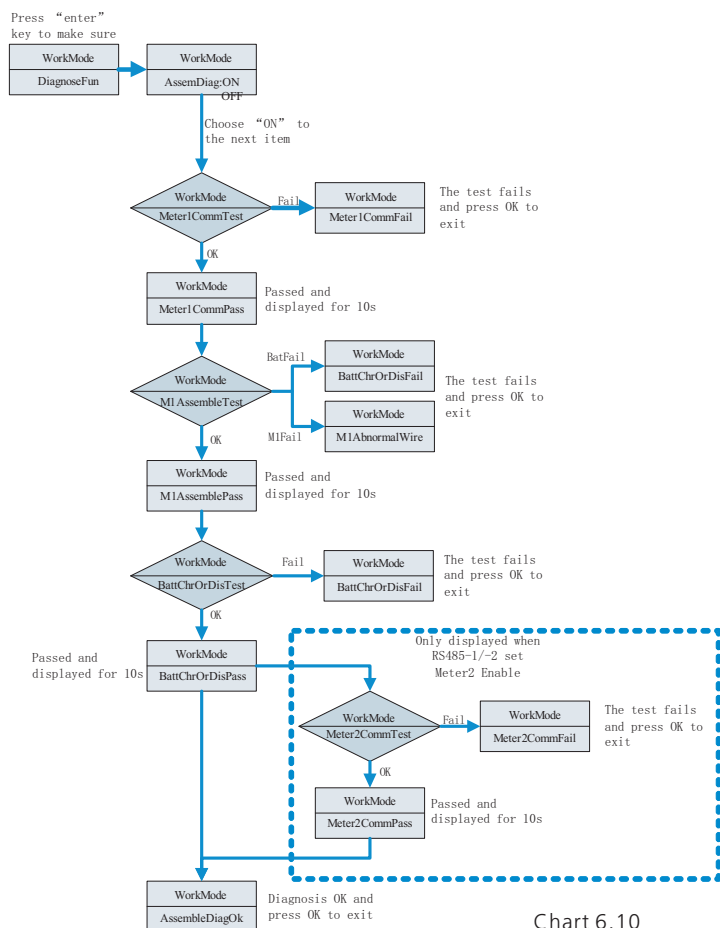 Press “enter”
key to make sure
WorkMode
DiagnoseFun
WorkMode
AssemDiag:ON
OFF
Choose “ON” to
the next item
WorkMode
Meter1CommTest
Fail
WorkMode
Meter1CommFail
The test fails
and press OK to
exit
OK
WorkMode
Meter1CommPass
Passed and
displayed for 10s
WorkMode
M1AssembleTest
BatFail
WorkMode
BattChrOrDisFail
M1Fail
WorkMode
M1AbnormalWire
The test fails
and press OK to
exit
OK
WorkMode
M1AssemblePass
Passed and
displayed for 10s
WorkMode
BattChrOrDisTest
Fail
WorkMode
BattChrOrDisFail
The test fails
and press OK to
exit
OK
Passed and
displayed for 10s
WorkMode
BattChrOrDisPass
Only displayed when
RS485-1/-2 set
Meter2 Enable
WorkMode
Meter2CommTest
Fail
WorkMode
Meter2CommFail
The test fails
and press OK to
exit
OK
WorkMode
Meter2CommPass
Passed and
displayed for 10s
WorkMode
AssembleDiagOk
Diagnosis OK and
press OK to exit
Chart 6.10